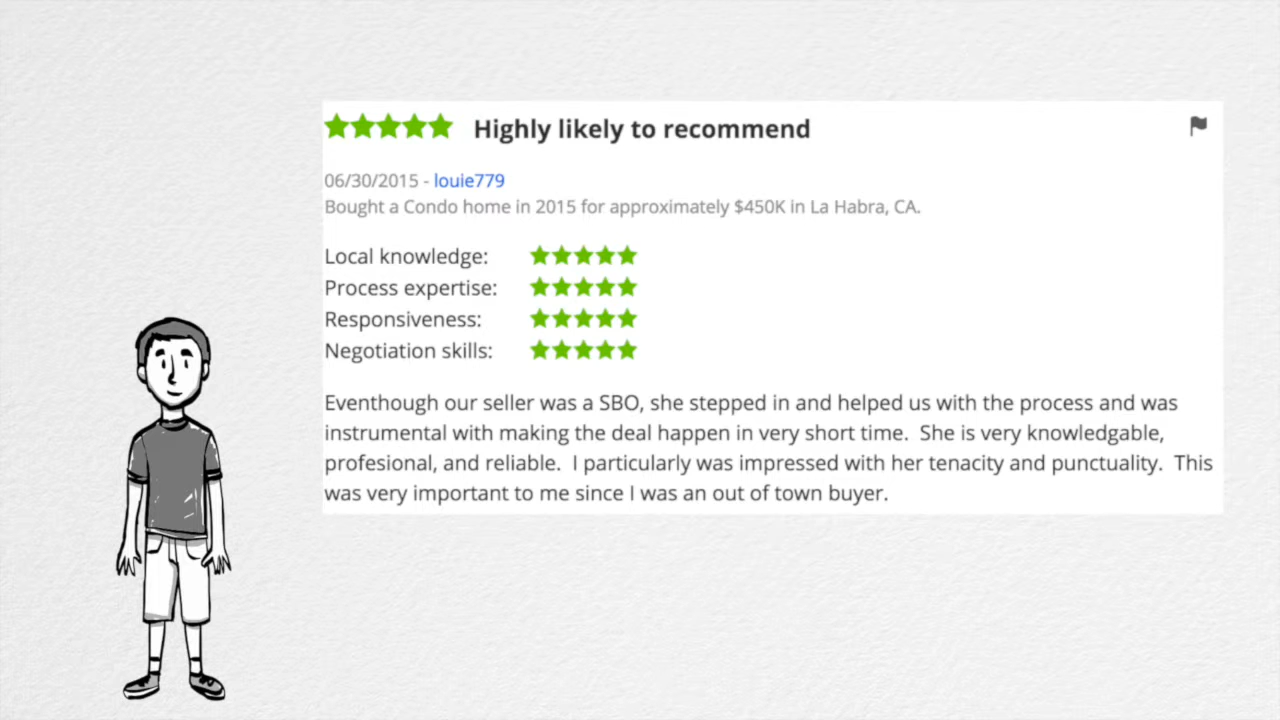 Highly likely to recommend
06/30/2015 - louie779
Bought a Condo home in 2015 for approximately $450K in La Habra, CA.
Local knowledge:
Process expertise:
Responsiveness:
Negotiation skills:
Eventhough our seller was a SBO, she stepped in and helped us with the process and was
instrumental with making the deal happen in very short time.  She is very knowledgable,
profesional, and reliable.  I particularly was impressed with her tenacity and punctuality.  This
was very important to me since I was an out of town buyer.